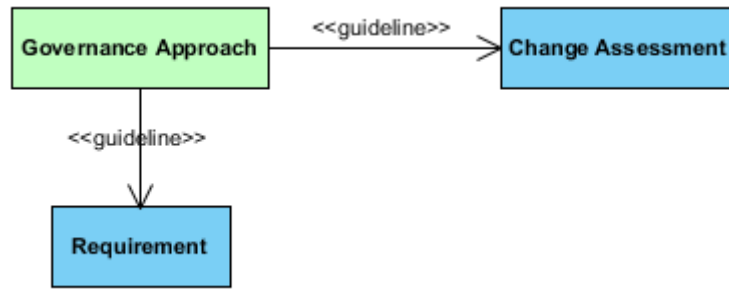 Governance Approach
<<guideline>>
Change Assessment
<<guideline>>
Requirement